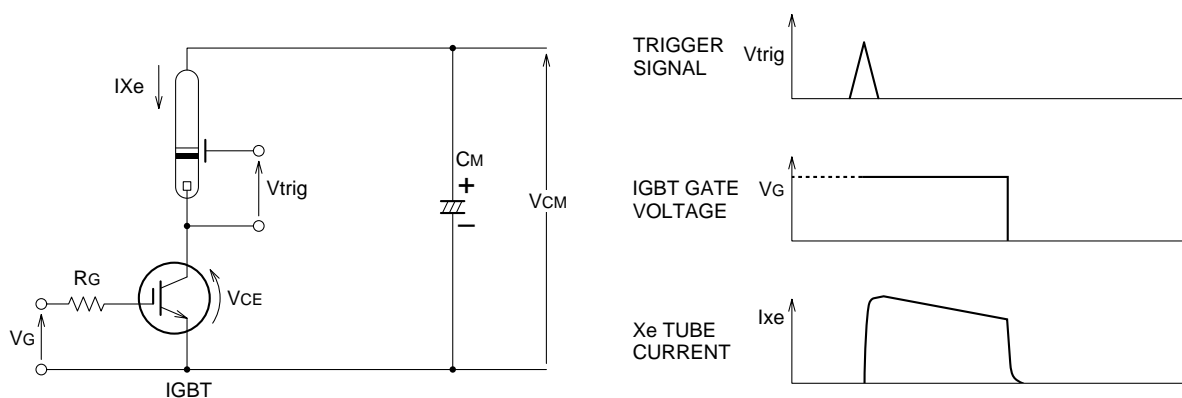 IXe
Vtrig
CM
+
−
VCM
RG
VCE
VG
IGBT
TRIGGER
SIGNAL
Vtrig
IGBT GATE
VOLTAGE
VG
Xe TUBE
CURRENT
Ixe